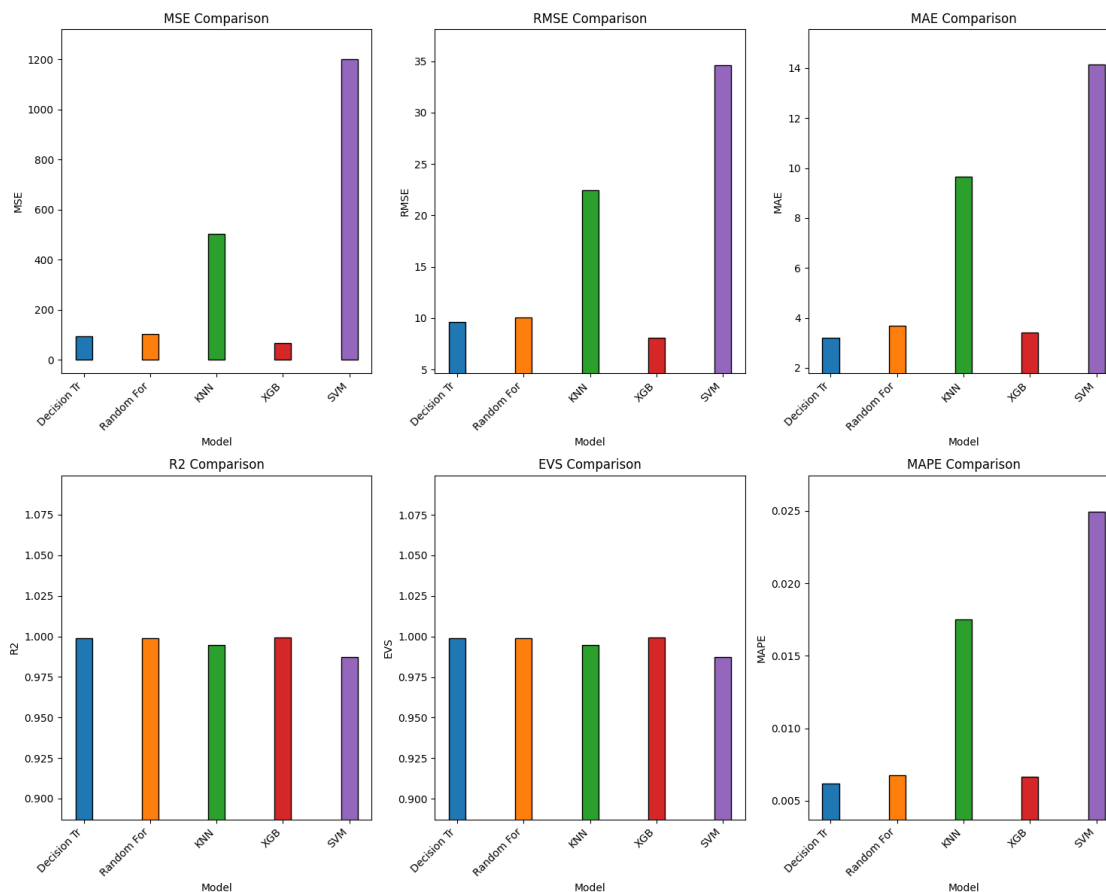 MSE Comparison
MSE
1200
1000
800
600
400
200
0
Decision Tr
Random For
KNN
XGB
SVM
Model
RMSE Comparison
RMSE
35
30
25
20
15
10
5
Decision Tr
Random For
KNN
XGB
SVM
Model
MAE Comparison
MAE
14
12
10
8
6
4
2
Decision Tr
Random For
KNN
XGB
SVM
Model
R2 Comparison
R2
1.075
1.050
1.025
1.000
0.975
0.950
0.925
0.900
Decision Tr
Random For
KNN
XGB
SVM
Model
EVS Comparison
EVS
1.075
1.050
1.025
1.000
0.975
0.950
0.925
0.900
Decision Tr
Random For
KNN
XGB
SVM
Model
MAPE Comparison
MAPE
0.025
0.020
0.015
0.010
0.005
Decision Tr
Random For
KNN
XGB
SVM
Model